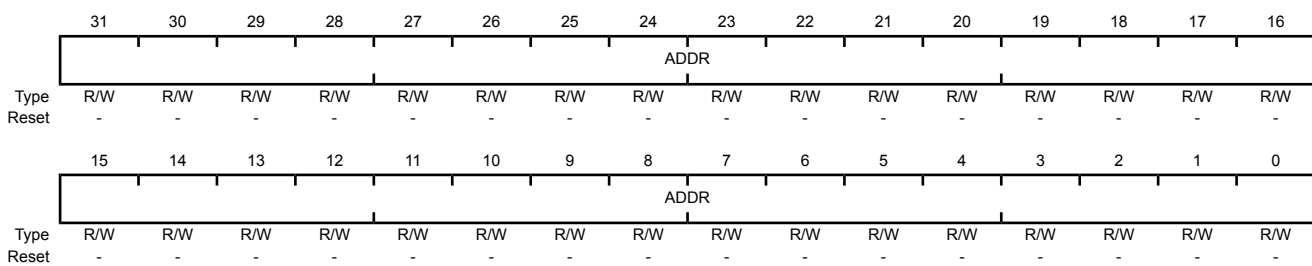 31 30 29 28 27 26 25 24 23 22 21 20 19 18 17 16
ADDR
Type R/W R/W R/W R/W R/W R/W R/W R/W R/W R/W R/W R/W R/W R/W R/W R/W
Reset - - - - - - - - - - - - - - - -
15 14 13 12 11 10 9 8 7 6 5 4 3 2 1 0
ADDR
Type R/W R/W R/W R/W R/W R/W R/W R/W R/W R/W R/W R/W R/W R/W R/W R/W
Reset - - - - - - - - - - - - - - - -